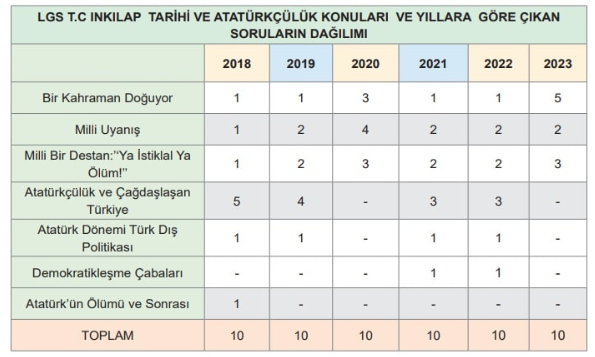 LGS T.C INKILAP TARİHİ VE ATATÜRKÇÜLÜK KONULARI VE YILLARA GÖRE ÇIKAN
SORULARIN DAĞILIMI
2018 2019 2020 2021 2022 2023
Bir Kahraman Doğuyor 1 1 3 1 1 5
Milli Uyanış 1 2 4 2 2 2
Milli Bir Destan:"Ya İstiklal Ya
Ölüm!" 1 2 3 2 2 3
Atatürkçülük ve Çağdaşlaşan
Türkiye 5 4 - 3 3 -
Atatürk Dönemi Türk Dış
Politikası 1 1 - 1 1 -
Demokratikleşme Çabaları - - - 1 1 -
Atatürk'ün Ölümü ve Sonrası 1 - - - - -
TOPLAM 10 10 10 10 10 10